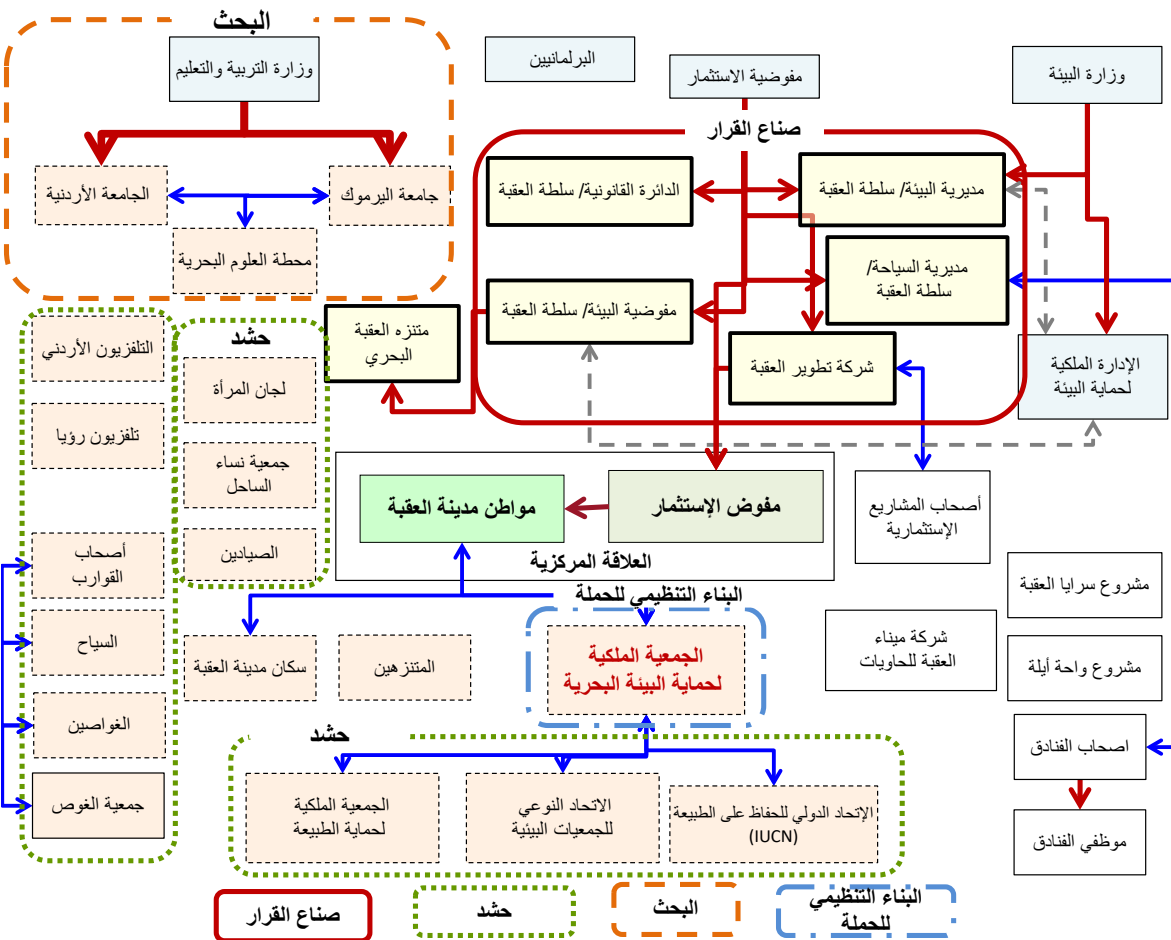 البحث
وزارة التربية والتعليم
الجامعة الأردنية
جامعة اليرموك
محطة العلوم البحرية
البرلمانيين
مفوضية الاستثمار
وزارة البيئة
صناع القرار
مديرية البيئة/ سلطة العقبة
الدائرة القانونية/ سلطة العقبة
مديرية السياحة/
سلطة العقبة
مفوضية البيئة/ سلطة العقبة
شركة تطوير العقبة
متنزه العقبة
البحري
الإدارة الملكية
لحماية البيئة
التلفزيون الأردني
تلفزيون رؤيا
أصحاب
القوارب
السياح
الغواصين
جمعية الغوص
حشد
لجان المرأة
جمعية نساء
الساحل
الصيادين
مفوض الإستثمار
مواطن مدينة العقبة
العلاقة المركزية
أصحاب المشاريع
الإستثمارية
مشروع سرايا العقبة
شركة ميناء
العقبة للحاويات
مشروع واحة أيلة
اصحاب الفنادق
موظفي الفنادق
البناء التنظيمي للحملة
الجمعية الملكية
لحماية البيئة البحرية
المتنزهين
سكان مدينة العقبة
حشد
الإتحاد الدولي للحفاظ على الطبيعة
(IUCN)
الاتحاد النوعي
للجمعيات البيئية
الجمعية الملكية
لحماية الطبيعة
البناء التنظيمي
للحملة
البحث
حشد
صناع القرار